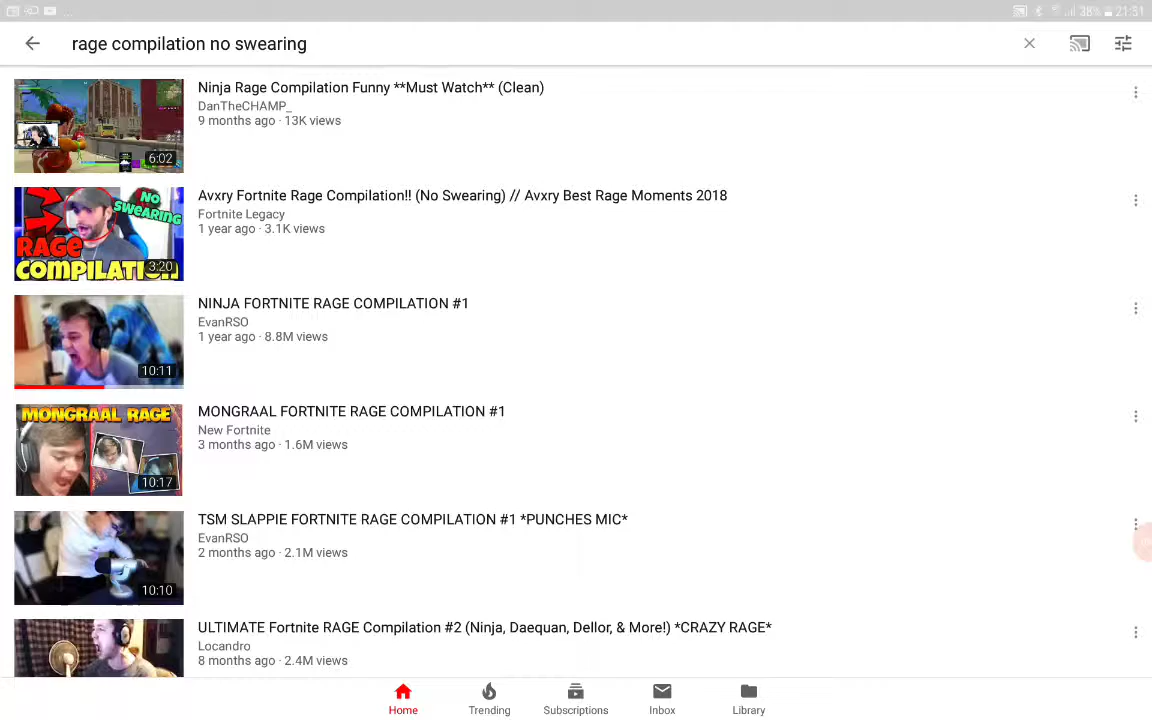 38% 21:51
rage compilation no swearing
Ninja Rage Compilation Funny **Must Watch** (Clean)
DanTheCHAMP_
9 months ago · 13K views
6:02
Avxry Fortnite Rage Compilation!! (No Swearing) // Avxry Best Rage Moments 2018
Fortnite Legacy
1 year ago · 3.1K views
NO
SWEARING
RAGE
COMPILATION
3:20
NINJA FORTNITE RAGE COMPILATION #1
EvanRSO
1 year ago · 8.8M views
10:11
MONGRAAL FORTNITE RAGE COMPILATION #1
New Fortnite
3 months ago · 1.6M views
MONGRAAL RAGE
10:17
TSM SLAPPIE FORTNITE RAGE COMPILATION #1 *PUNCHES MIC*
EvanRSO
2 months ago · 2.1M views
10:10
ULTIMATE Fortnite RAGE Compilation #2 (Ninja, Daequan, Dellor, & More!) *CRAZY RAGE*
Locandro
8 months ago · 2.4M views
Home Trending Subscriptions Inbox Library